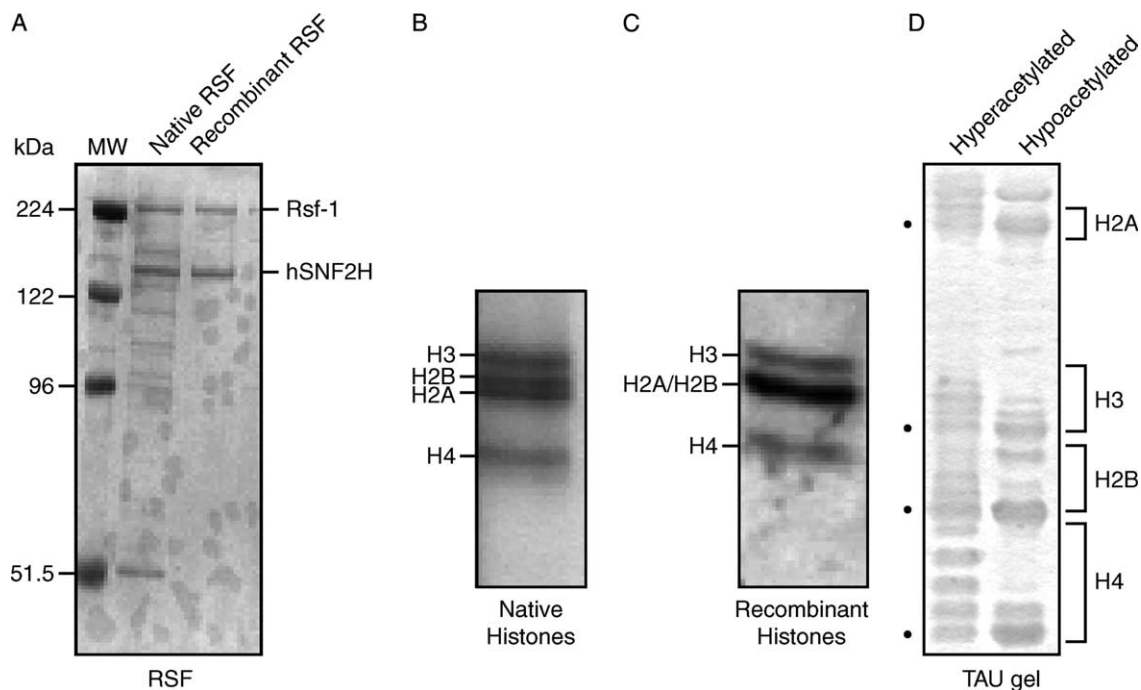 A
kDa
MW
Native RSF
Recombinant RSF
224
122
96
51.5
Rsf-1
hSNF2H
RSF
B
H3
H2B
H2A
H4
Native
Histones
C
H3
H2A/H2B
H4
Recombinant
Histones
D
Hyperacetylated
Hypoacetylated
H2A
H3
H2B
H4
TAU gel